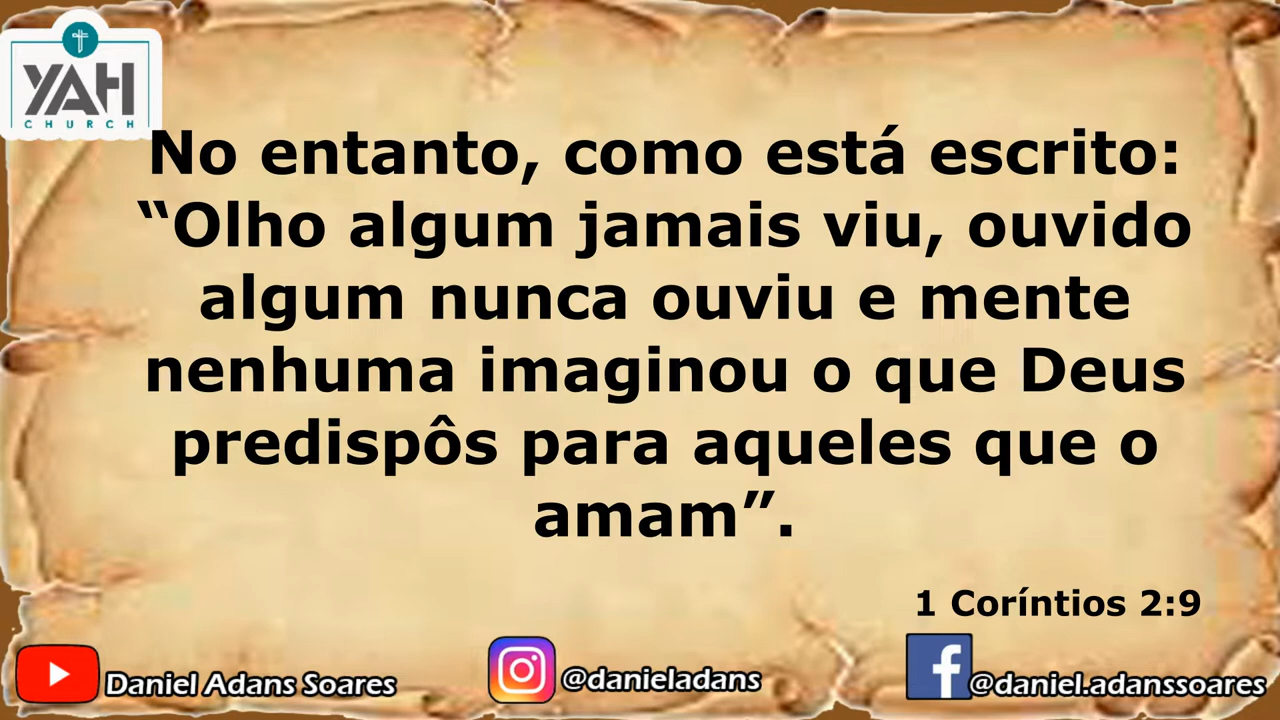 YAH
CHURCH
No entanto, como está escrito:
“Olho algum jamais viu, ouvido
algum nunca ouviu e mente
nenhuma imaginou o que Deus
predispôs para aqueles que o
amam”.
1 Coríntios 2:9
Daniel Adans Soares
@danieladans
@daniel.adanssoares